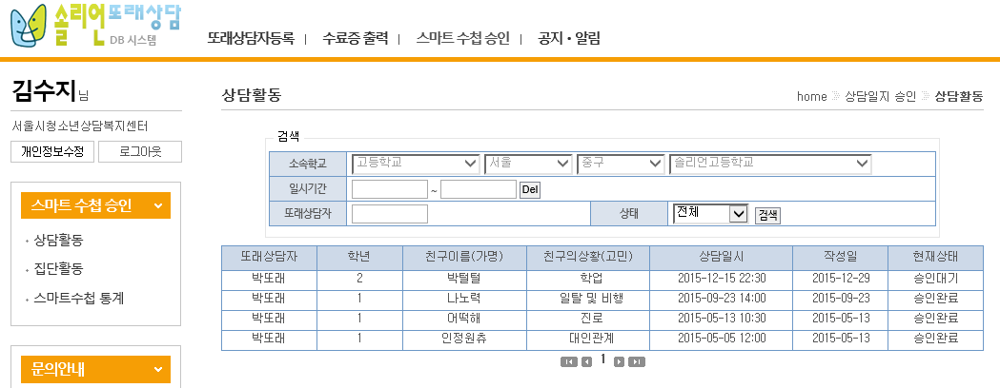 솔리언또래상담
DB 시스템
또래상담자등록 | 수료증 출력 | 스마트 수첩 승인 | 공지·알림
김수지님
서울시청소년상담복지센터
개인정보수정 로그아웃
스마트 수첩 승인
상담활동
집단활동
스마트수첩 통계
문의안내
상담활동
home 상담일지 승인 상담활동
검색
소속학교 고등학교 서울 중구 솔리언고등학교
일시기간 ~ Del
또래상담자 상태 전체 검색
또래상담자 학년 친구이름(가명) 친구의상황(고민) 상담일시 작성일 현재상태
박또래 2 박털털 학업 2015-12-15 22:30 2015-12-29 승인대기
박또래 1 나노력 일탈 및 비행 2015-09-23 14:00 2015-09-23 승인완료
박또래 1 어떡해 진로 2015-05-13 10:30 2015-05-13 승인완료
박또래 1 인정원츄 대인관계 2015-05-05 12:00 2015-05-13 승인완료
1